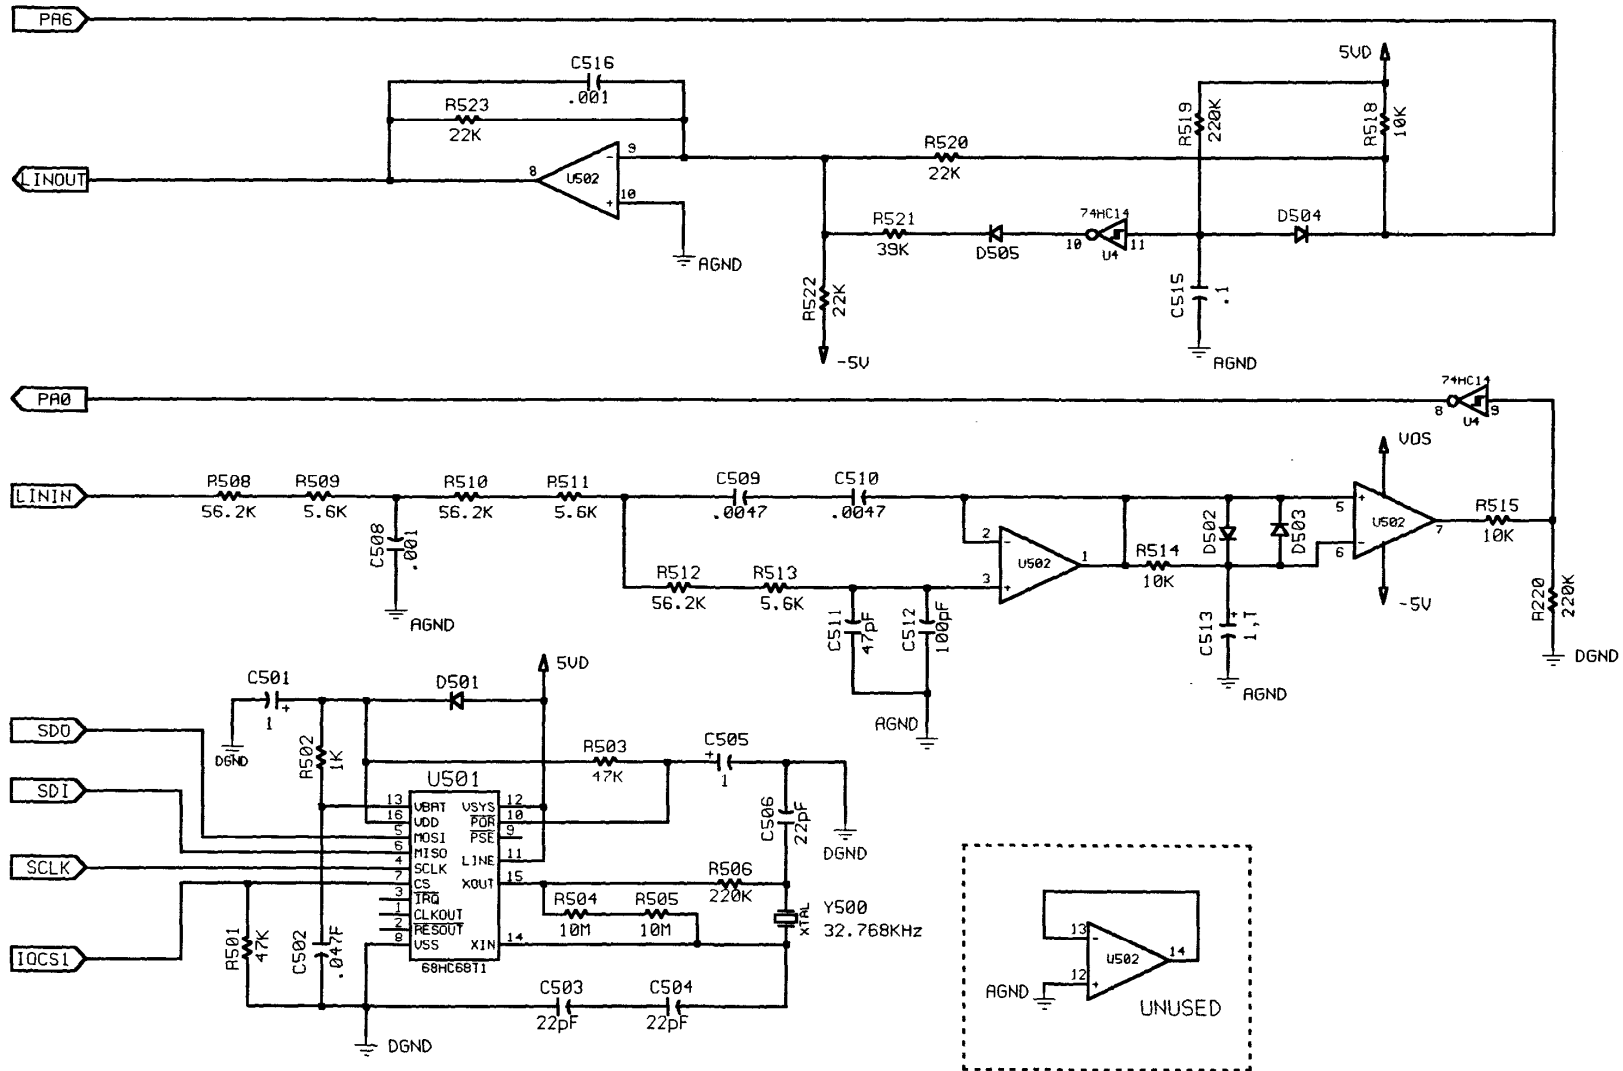 PA6
C516
.001
R523
22K
LINOUT
8
U502
- 9
+ 10
AGND
R520
22K
R521
39K
D505
74HC14
10
11
U4
D504
R519
220K
R518
10K
5VD
C515
.1
AGND
R522
22K
-5V
PA0
74HC14
8
9
U4
LININ
R508
56.2K
R509
5.6K
C508
.001
AGND
R510
56.2K
R511
5.6K
C509
.0047
C510
.0047
R512
56.2K
R513
5.6K
C511
47pF
C512
100pF
AGND
2 -
3 +
U502
1
R514
10K
D502
D503
C513
+
1,T
AGND
VOS
5 +
6 -
U502
7
-5V
R515
10K
R220
220K
DGND
C501
+
1
DGND
R502
1K
D501
5VD
R503
47K
C505
+
1
C506
22pF
DGND
SDO
SDI
SCLK
IOCS1
U501
13 VBAT
16 VDD
5 MOSI
6 MISO
4 SCLK
7 CS
3 IRQ
1 CLKOUT
2 RESOUT
8 VSS
VSYS 12
POR 10
PSE 9
LINE 11
XOUT 15
XIN 14
68HC68T1
R501
47K
C502
.047F
R504
10M
R505
10M
R506
220K
XTAL
Y500
32.768KHz
C503
22pF
C504
22pF
DGND
13 -
12 +
U502
14
AGND
UNUSED